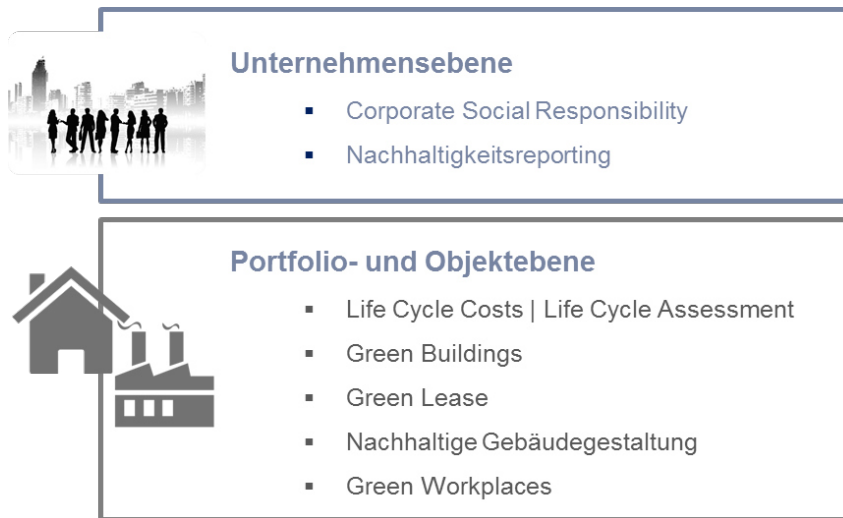 Unternehmensebene
▪ Corporate Social Responsibility
▪ Nachhaltigkeitsreporting
Portfolio- und Objektebene
▪ Life Cycle Costs | Life Cycle Assessment
▪ Green Buildings
▪ Green Lease
▪ Nachhaltige Gebäudegestaltung
▪ Green Workplaces